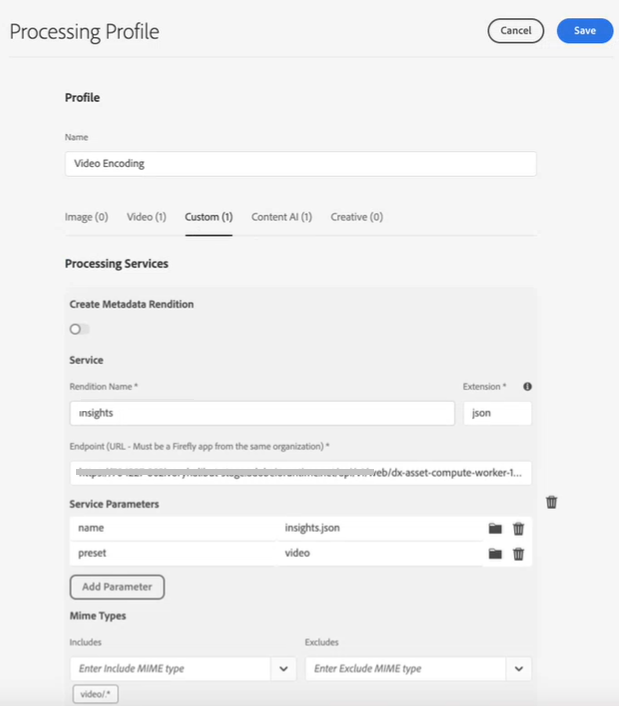 Processing Profile
Cancel
Save
Profile
Name
Video Encoding
Image (0) Video (1) Custom (1) Content AI (1) Creative (0)
Processing Services
Create Metadata Rendition
Service
Rendition Name * Extension *
insights json
Endpoint (URL - Must be a Firefly app from the same organization) *
web/dx-asset-compute-worker-1...
Service Parameters
name insights.json
preset video
Add Parameter
Mime Types
Includes Excludes
Enter Include MIME type Enter Exclude MIME type
video/.*